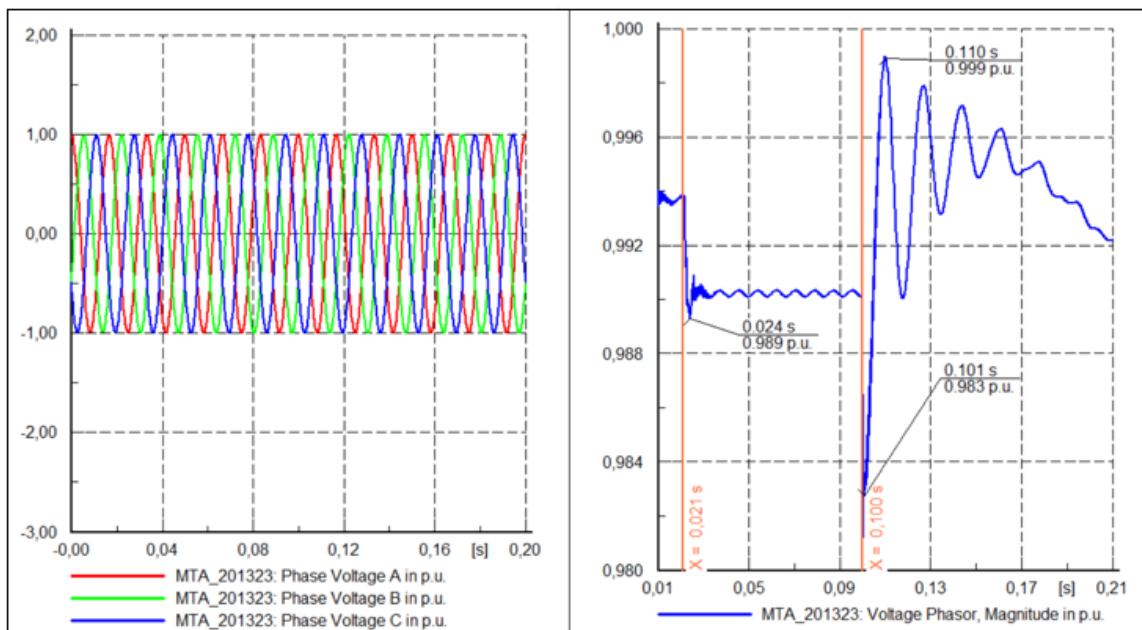 2,00
1,00
0,00
-1,00
-2,00
-3,00
-0,00 0,04 0,08 0,12 0,16 [s] 0,20
MTA_201323: Phase Voltage A in p.u.
MTA_201323: Phase Voltage B in p.u.
MTA_201323: Phase Voltage C in p.u.
1,000
0,996
0,992
0,988
0,984
0,980
0.110 s
0.999 p.u.
0.024 s
0.989 p.u.
0.101 s
0.983 p.u.
X = 0,021 s
X = 0,100 s
0,01 0,05 0,09 0,13 0,17 [s] 0,21
MTA_201323: Voltage Phasor, Magnitude in p.u.